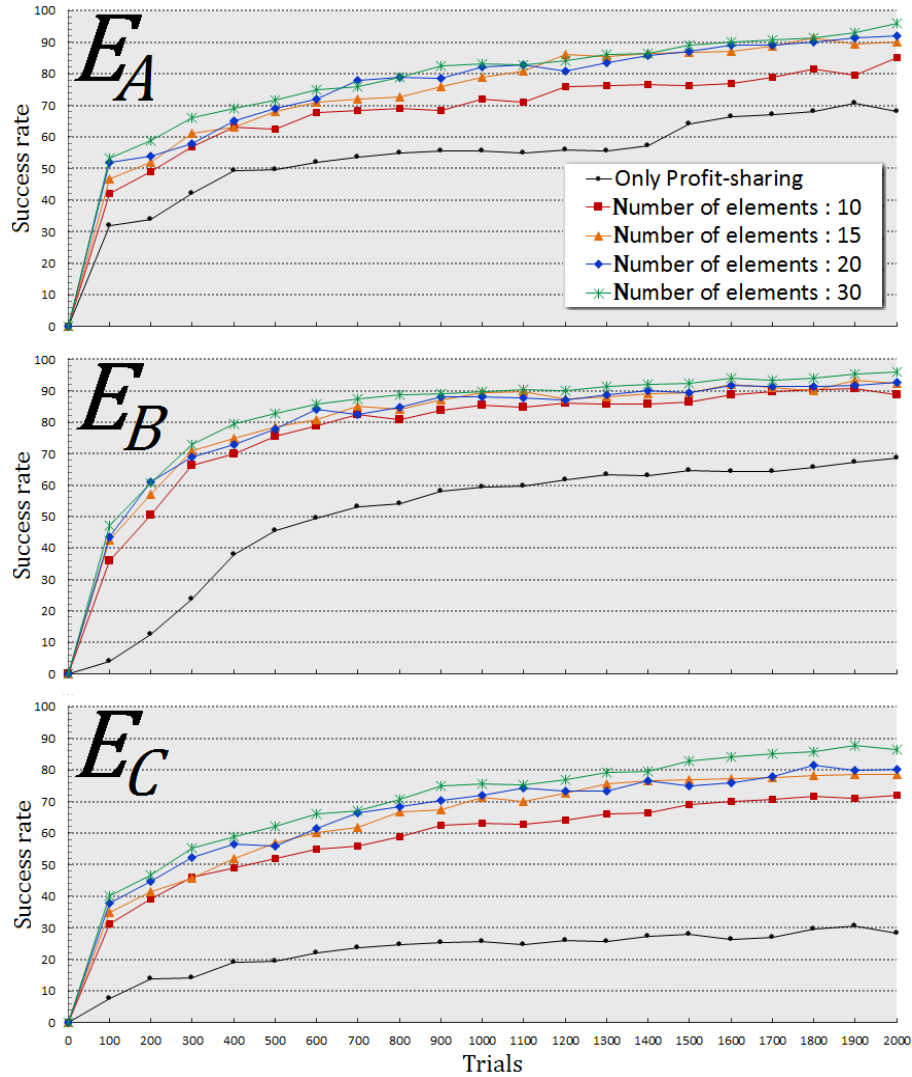 E_A
Success rate
100
90
80
70
60
50
40
30
20
10
0
Only Profit-sharing
Number of elements : 10
Number of elements : 15
Number of elements : 20
Number of elements : 30
E_B
Success rate
100
90
80
70
60
50
40
30
20
10
0
E_C
Success rate
100
90
80
70
60
50
40
30
20
10
0
0 100 200 300 400 500 600 700 800 900 1000 1100 1200 1300 1400 1500 1600 1700 1800 1900 2000
Trials